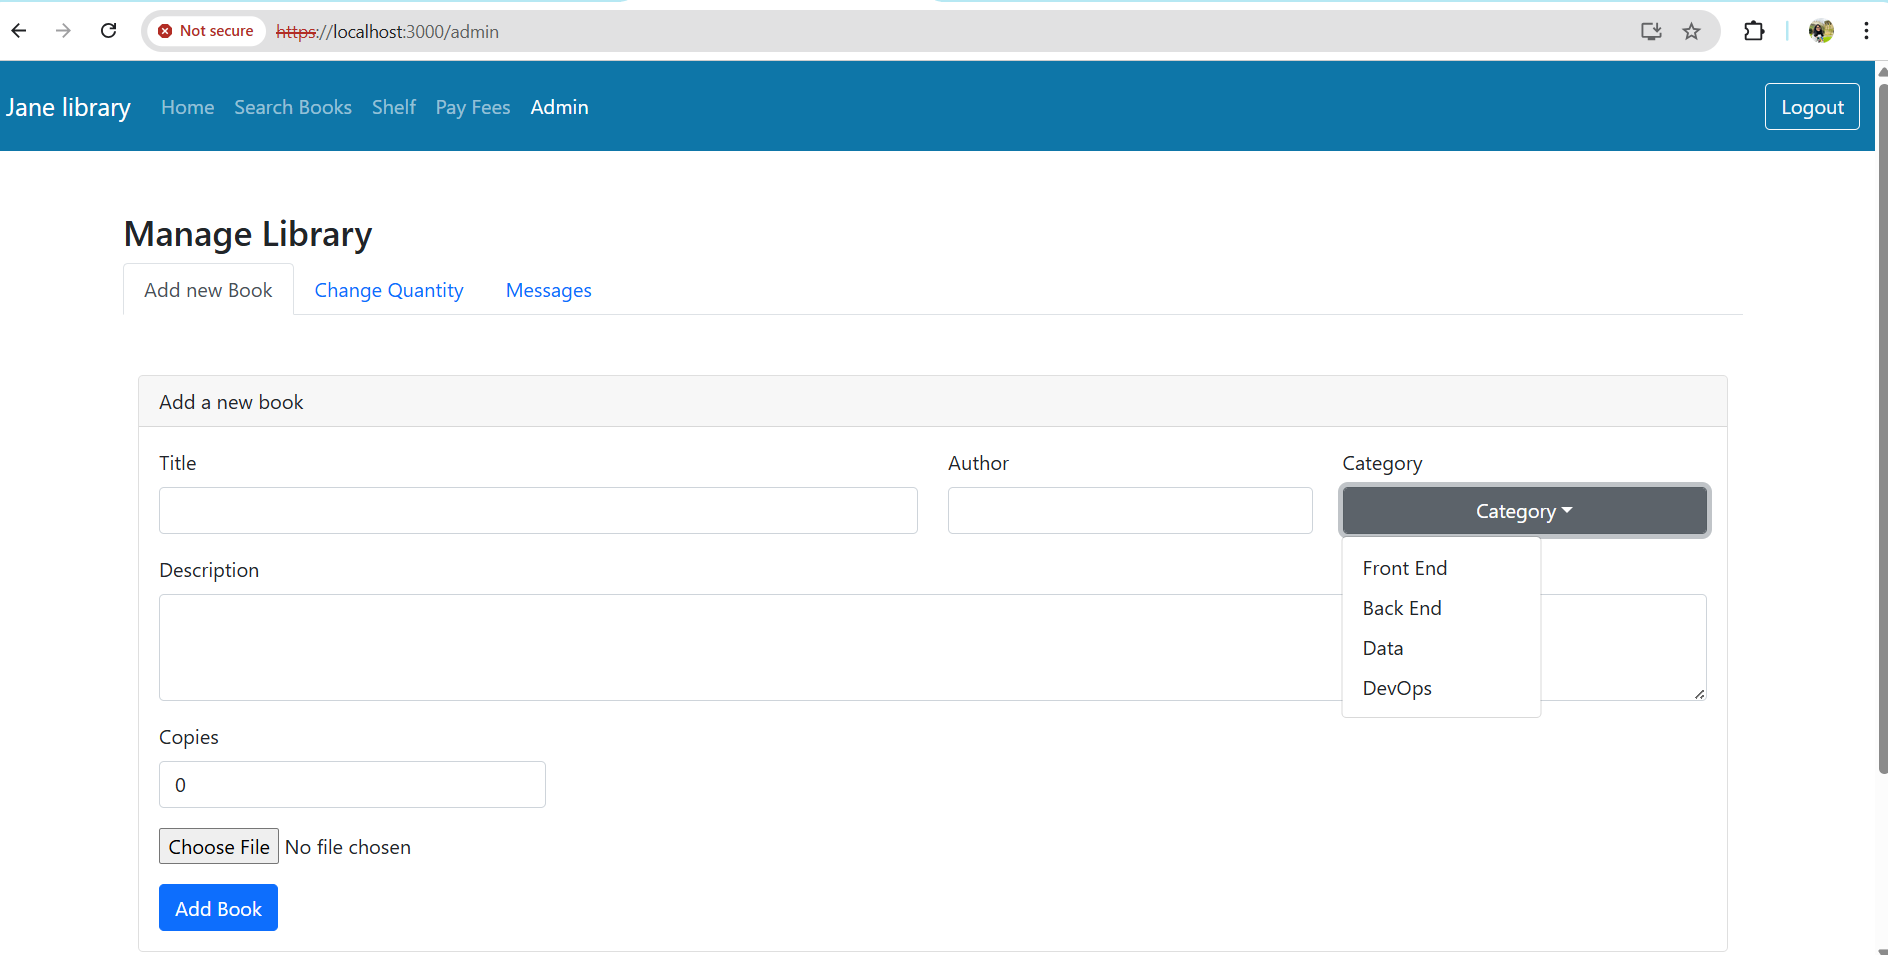 Not secure https://localhost:3000/admin
Jane library Home Search Books Shelf Pay Fees Admin Logout
Manage Library
Add new Book Change Quantity Messages
Add a new book
Title Author Category
Category
Description
Front End
Back End
Data
DevOps
Copies
0
Choose File No file chosen
Add Book